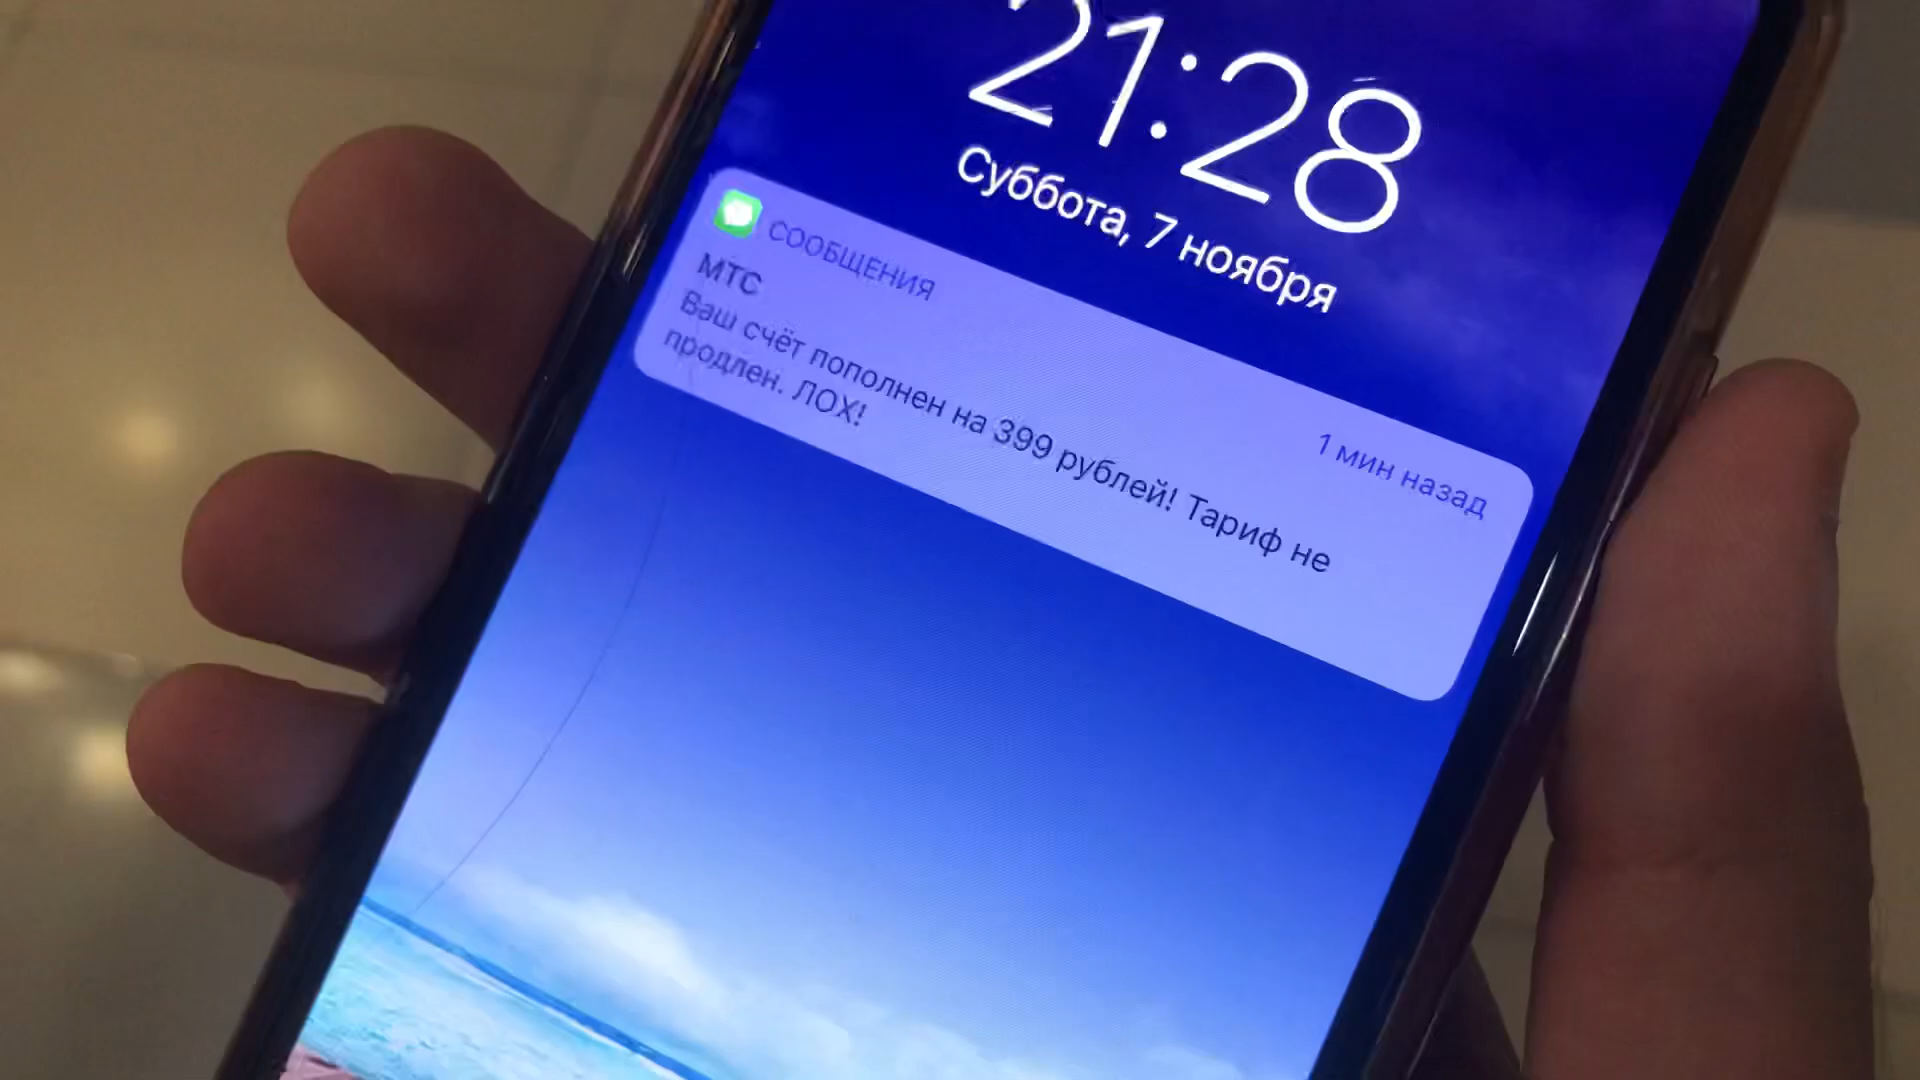 21:28
Суббота, 7 ноября
СООБЩЕНИЯ
1 мин назад
МТС
Ваш счёт пополнен на 399 рублей! Тариф не
продлен. ЛОХ!